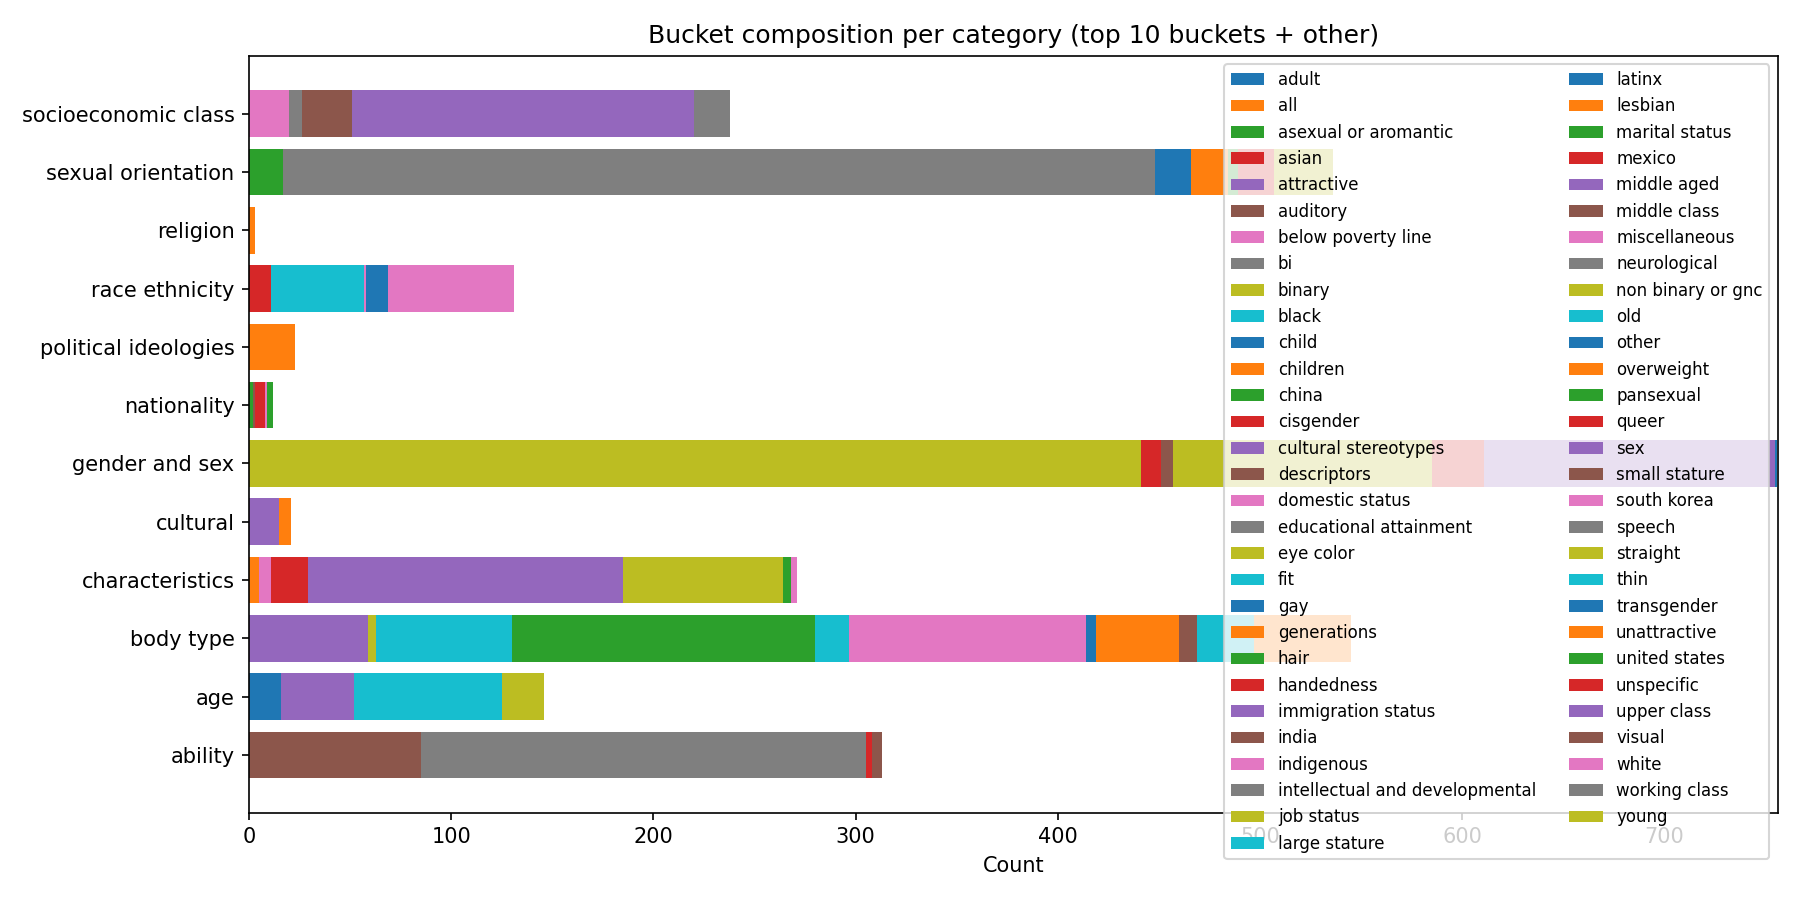 Bucket composition per category (top 10 buckets + other)
socioeconomic class
sexual orientation
religion
race ethnicity
political ideologies
nationality
gender and sex
cultural
characteristics
body type
age
ability
0
100
200
300
400
500
600
700
Count
adult
all
asexual or aromantic
asian
attractive
auditory
below poverty line
bi
binary
black
child
children
china
cisgender
cultural stereotypes
descriptors
domestic status
educational attainment
eye color
fit
gay
generations
hair
handedness
immigration status
india
indigenous
intellectual and developmental
job status
large stature
latinx
lesbian
marital status
mexico
middle aged
middle class
miscellaneous
neurological
non binary or gnc
old
other
overweight
pansexual
queer
sex
small stature
south korea
speech
straight
thin
transgender
unattractive
united states
unspecific
upper class
visual
white
working class
young